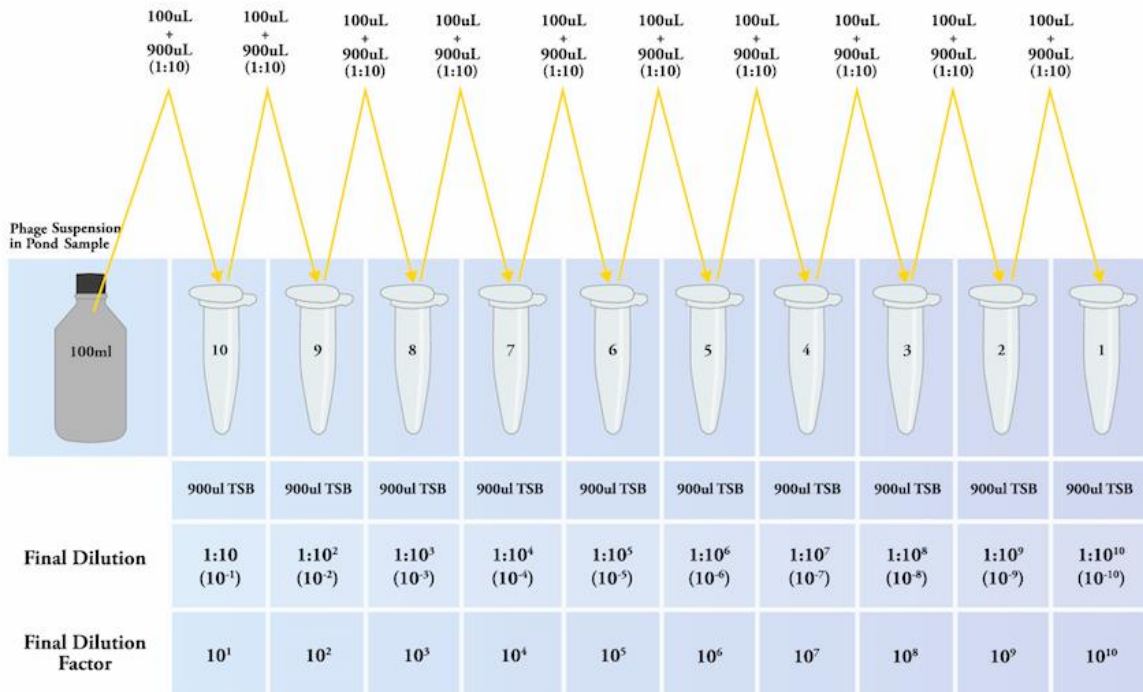 100uL 100uL 100uL 100uL 100uL 100uL 100uL 100uL 100uL 100uL
+ + + + + + + + + +
900uL 900uL 900uL 900uL 900uL 900uL 900uL 900uL 900uL 900uL
(1:10) (1:10) (1:10) (1:10) (1:10) (1:10) (1:10) (1:10) (1:10) (1:10)
Phage Suspension
in Pond Sample
100ml 10 9 8 7 6 5 4 3 2 1
900ul TSB 900ul TSB 900ul TSB 900ul TSB 900ul TSB 900ul TSB 900ul TSB 900ul TSB 900ul TSB 900ul TSB
Final Dilution 1:10 1:10² 1:10³ 1:10⁴ 1:10⁵ 1:10⁶ 1:10⁷ 1:10⁸ 1:10⁹ 1:10¹⁰
(10⁻¹) (10⁻²) (10⁻³) (10⁻⁴) (10⁻⁵) (10⁻⁶) (10⁻⁷) (10⁻⁸) (10⁻⁹) (10⁻¹⁰)
Final Dilution
Factor 10¹ 10² 10³ 10⁴ 10⁵ 10⁶ 10⁷ 10⁸ 10⁹ 10¹⁰